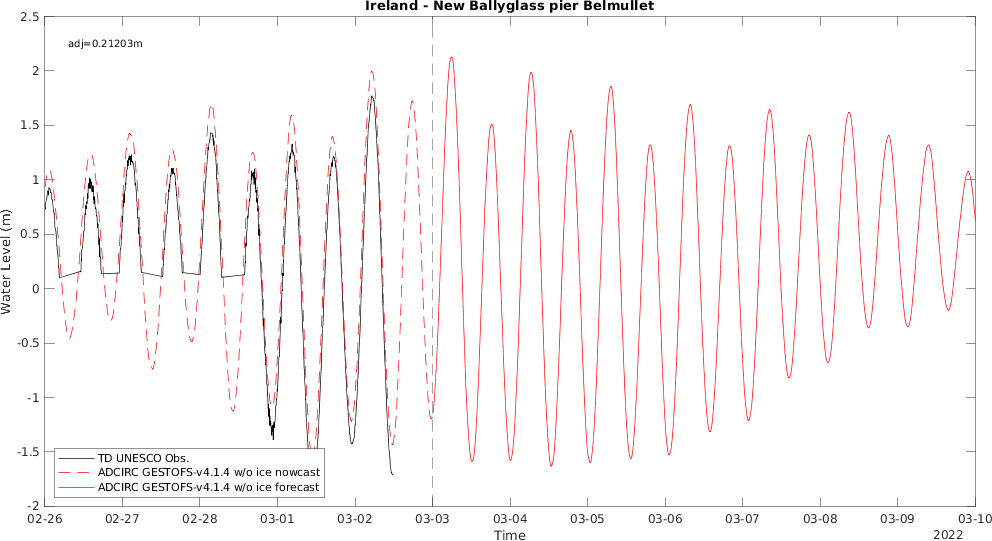 Ireland - New Ballyglass pier Belmullet
adj=0.21203m
2.5
2
1.5
1
0.5
0
-0.5
-1
-1.5
-2
Water Level (m)
TD UNESCO Obs.
ADCIRC GESTOFS-v4.1.4 w/o ice nowcast
ADCIRC GESTOFS-v4.1.4 w/o ice forecast
02-26 02-27 02-28 03-01 03-02 03-03 03-04 03-05 03-06 03-07 03-08 03-09 03-10
Time
2022